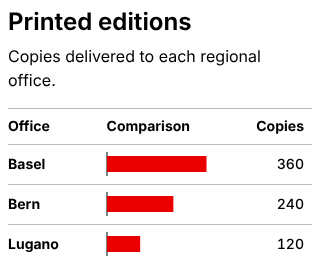 Printed editions
Copies delivered to each regional
office.
Office Comparison Copies
Basel 360
Bern 240
Lugano 120